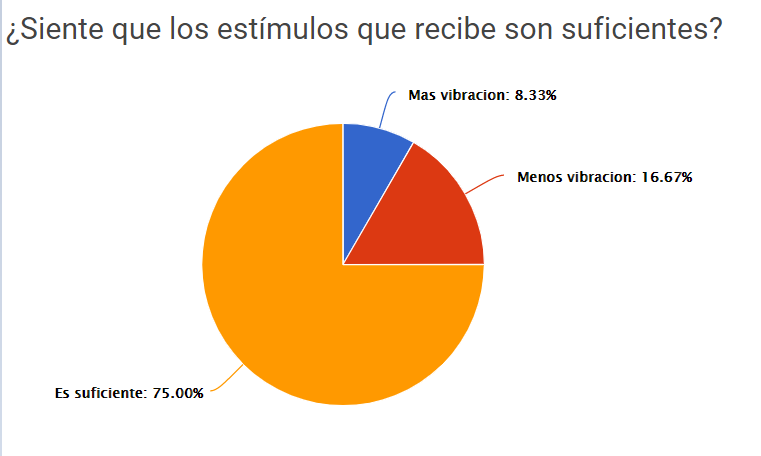 ¿Siente que los estímulos que recibe son suficientes?
Mas vibracion: 8.33%
Menos vibracion: 16.67%
Es suficiente: 75.00%